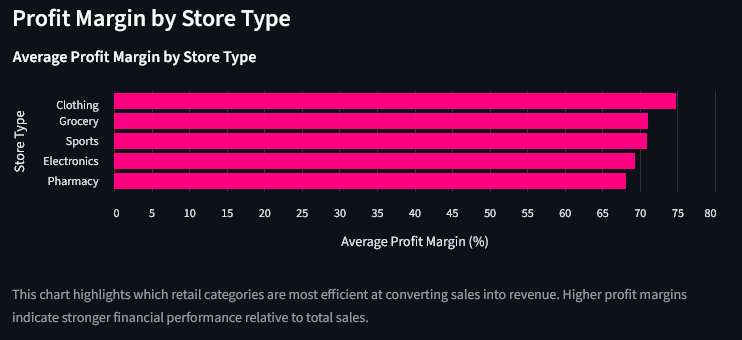 Profit Margin by Store Type
Average Profit Margin by Store Type
Store Type
Clothing
Grocery
Sports
Electronics
Pharmacy
0 5 10 15 20 25 30 35 40 45 50 55 60 65 70 75 80
Average Profit Margin (%)
This chart highlights which retail categories are most efficient at converting sales into revenue. Higher profit margins
indicate stronger financial performance relative to total sales.